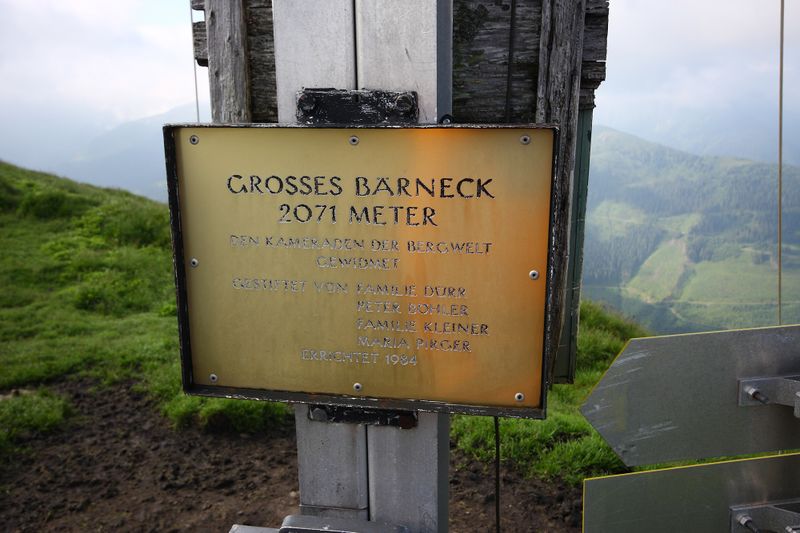 GROSSES BÄRNECK
2071 METER
DEN KAMERADEN DER BERGWELT
GEWIDMET
GESTIFTET VON FAMILIE DÜRR
PETER BÖHLER
FAMILIE KLEINER
MARIA PIRGER
ERRICHTET 1984